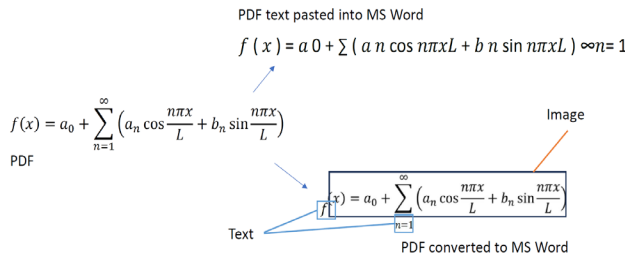 PDF text pasted into MS Word
f ( x ) = a 0 + ∑ ( a n cos nπxL + b n sin nπxL ) ∞n= 1
f(x) = a₀ + ∑ₙ₌₁^∞ (aₙ cos nπx/L + bₙ sin nπx/L)
PDF
Image
f(x) = a₀ + ∑ₙ₌₁^∞ (aₙ cos nπx/L + bₙ sin nπx/L)
Text
PDF converted to MS Word